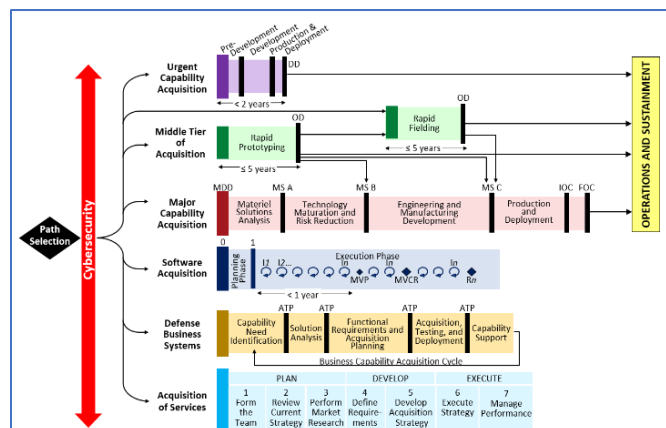 Path
Selection
Cybersecurity
Urgent
Capability
Acquisition
Pre-
Development
Development
Production &
Deployment
DD
< 2 years
Middle Tier
of
Acquisition
Rapid
Prototyping
OD
≤ 5 years
Rapid
Fielding
OD
≤ 5 years
Major
Capability
Acquisition
MDD
Materiel
Solutions
Analysis
MS A
Technology
Maturation and
Risk Reduction
MS B
Engineering and
Manufacturing
Development
MS C
Production
and
Deployment
IOC
FOC
OPERATIONS AND SUSTAINMENT
Software
Acquisition
0
Planning
Phase
1
Execution Phase
I1
I2...
In
In
In
< 1 year
MVP
MVCR
Rn
Defense
Business
Systems
Capability
Need
Identification
ATP
Solution
Analysis
ATP
Functional
Requirements and
Acquisition
Planning
ATP
Acquisition,
Testing, and
Deployment
ATP
Capability
Support
Business Capability Acquisition Cycle
Acquisition
of Services
PLAN
DEVELOP
EXECUTE
1
Form
the
Team
2
Review
Current
Strategy
3
Perform
Market
Research
4
Define
Require-
ments
5
Develop
Acquisition
Strategy
6
Execute
Strategy
7
Manage
Performance